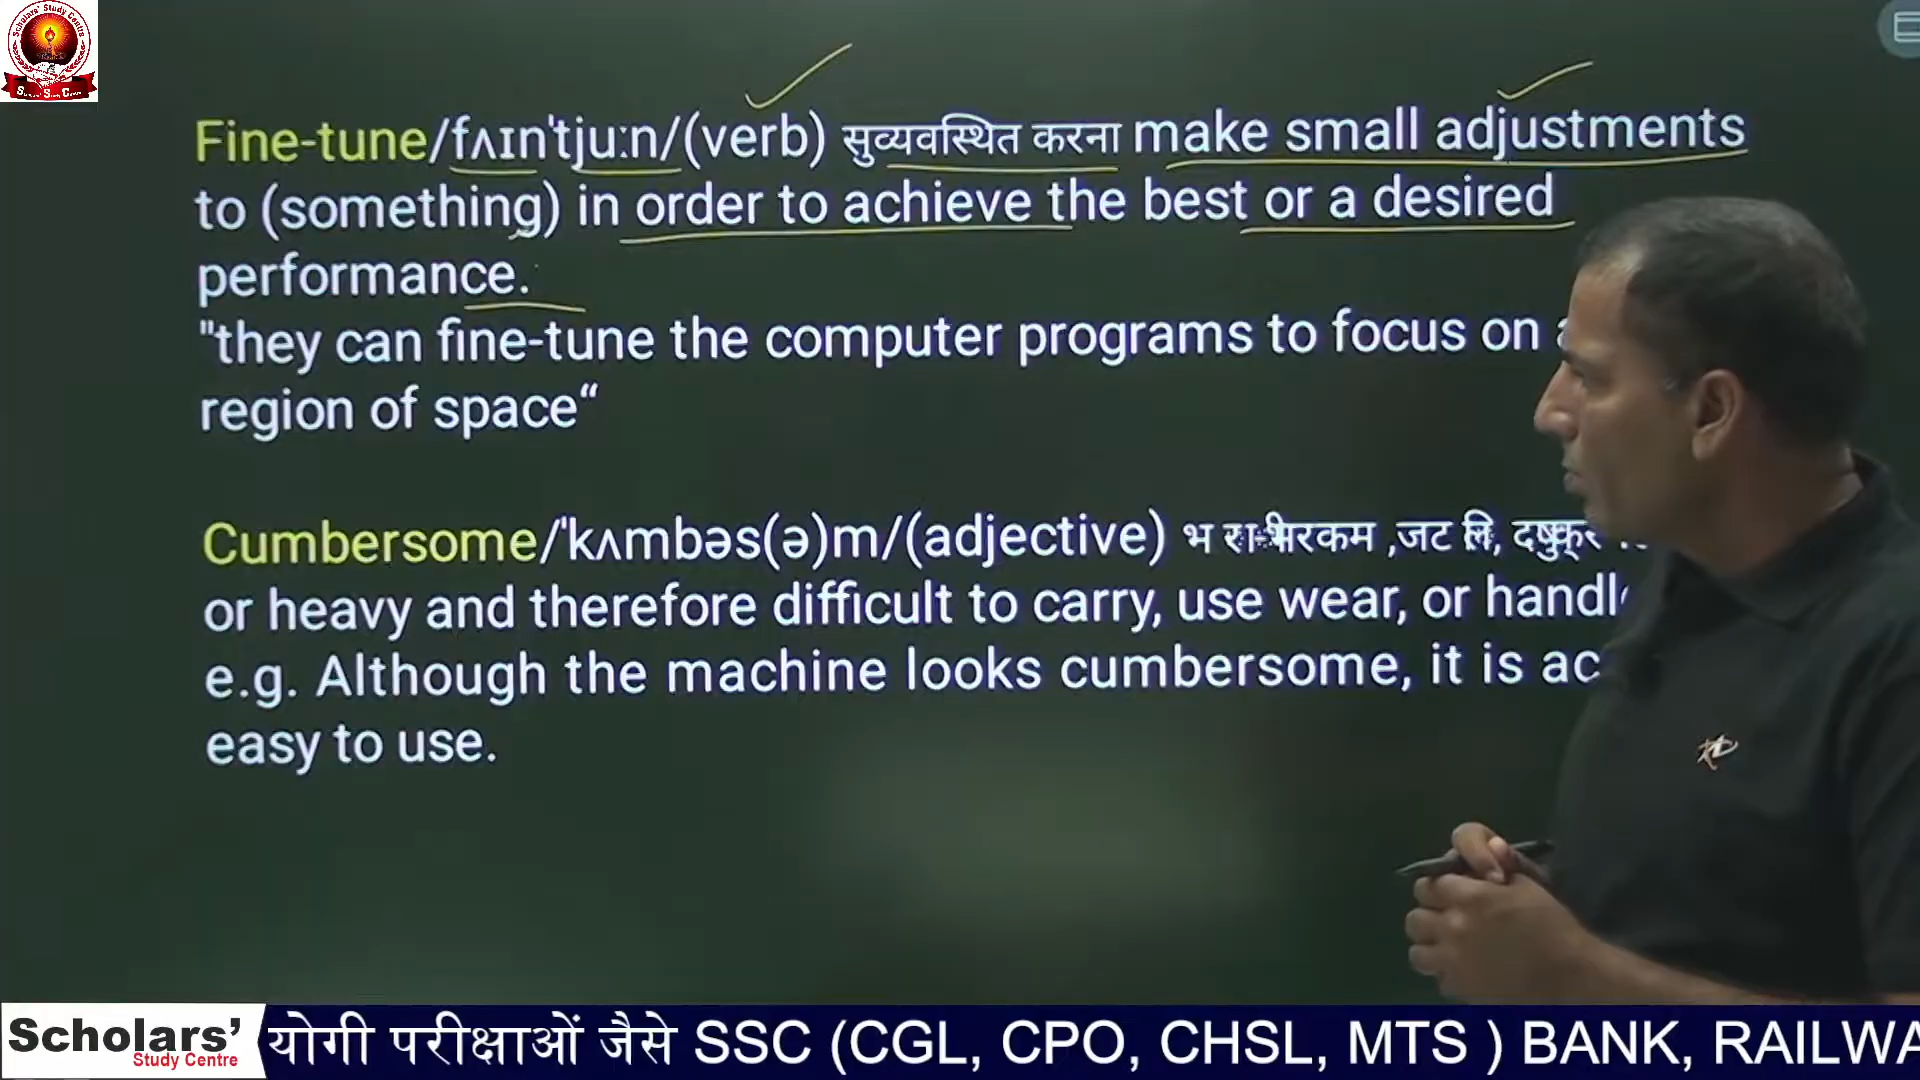 Fine-tune/fʌɪnˈtjuːn/(verb) सुव्यवस्थित करना make small adjustments
to (something) in order to achieve the best or a desired
performance.
"they can fine-tune the computer programs to focus on a
region of space“
Cumbersome/ˈkʌmbəs(ə)m/(adjective)
or heavy and therefore difficult to carry, use wear, or
e.g. Although the machine looks cumbersome, it is
easy to use.
Scholars’
Study Centre
योगी परीक्षाओं जैसे SSC (CGL, CPO, CHSL, MTS ) BANK, RAILWA